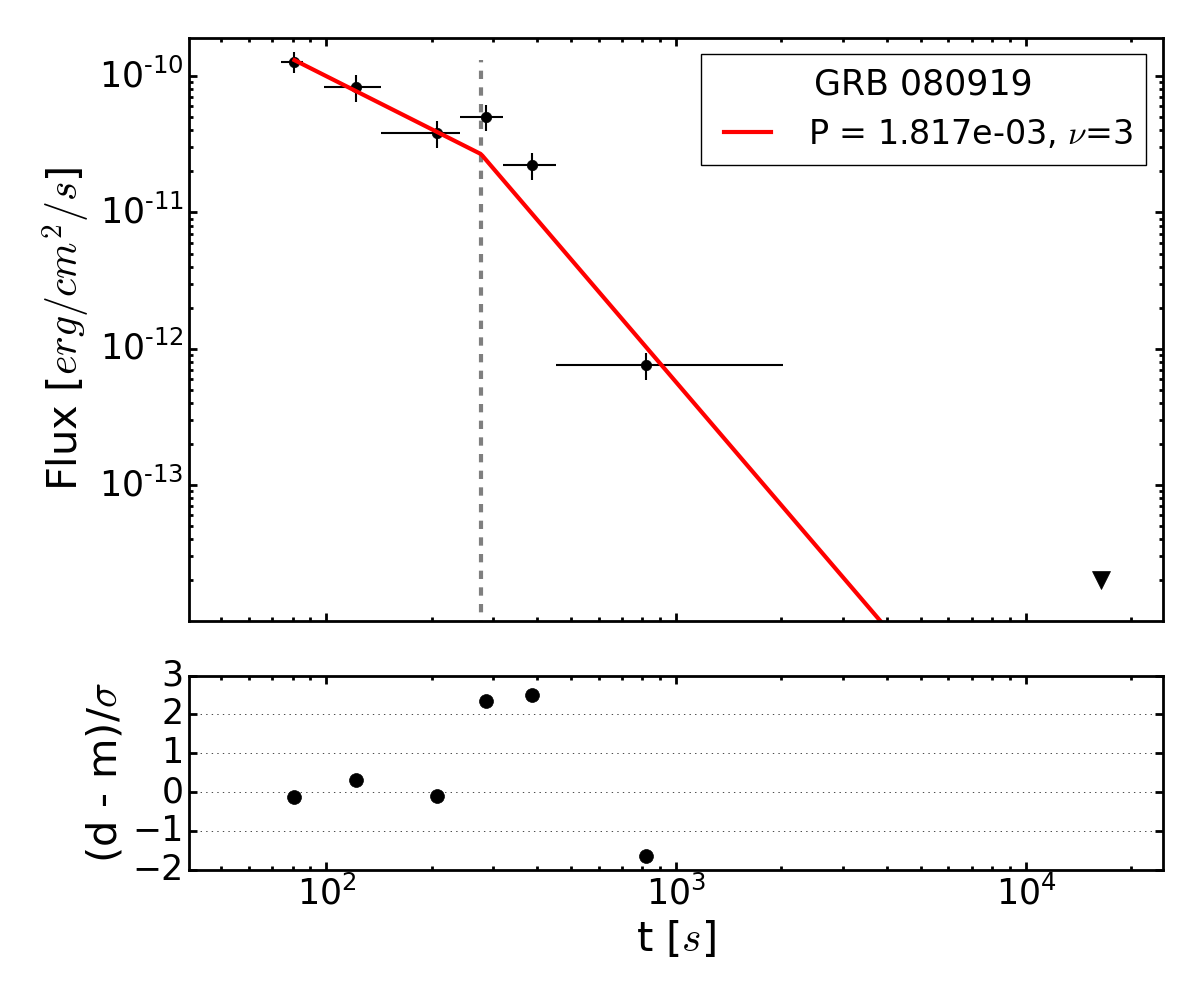 GRB 080919
P = 1.817e-03, ν=3
Flux [erg/cm²/s]
10⁻¹⁰
10⁻¹¹
10⁻¹²
10⁻¹³
(d - m)/σ
3
2
1
0
−1
−2
10² 10³ 10⁴
t [s]